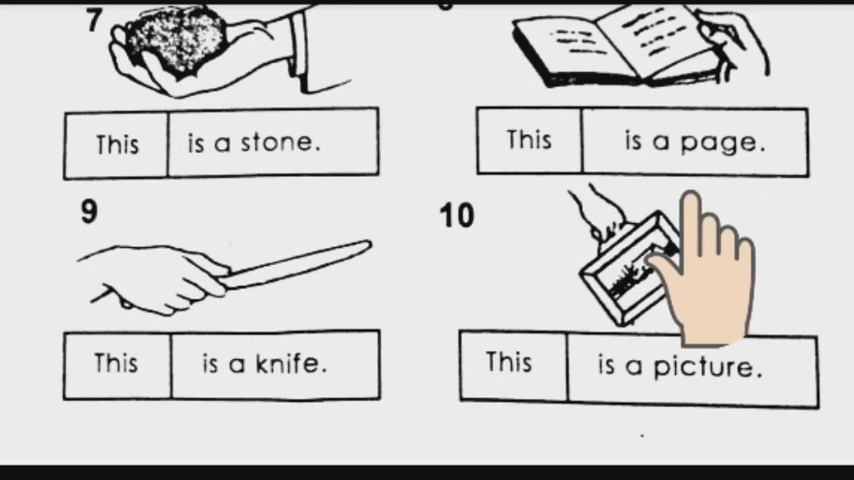 7
This is a stone.
This is a page.
9
10
This is a knife.
This is a picture.